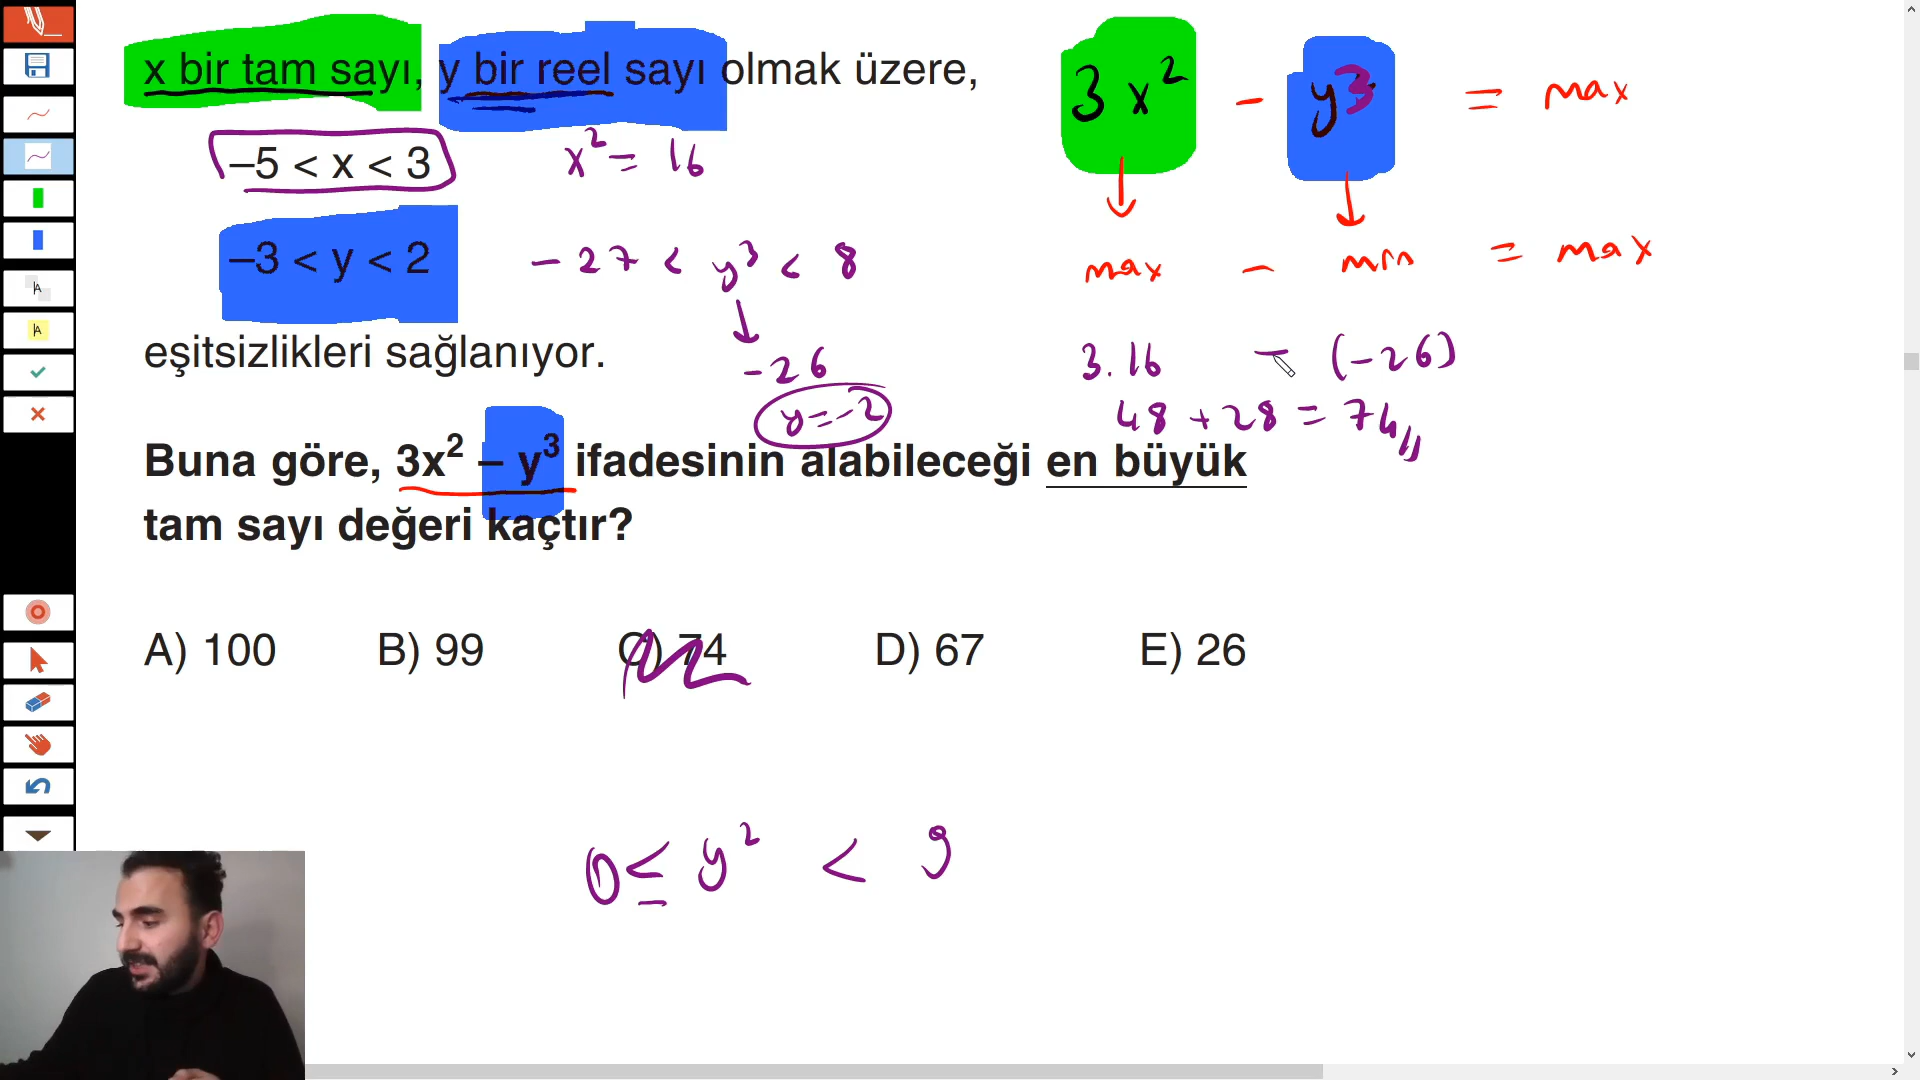 x bir tam sayı, y bir reel sayı olmak üzere,
–5 < x < 3
x² = 16
–3 < y < 2
-27 < y³ < 8
-26
y=-2
eşitsizlikleri sağlanıyor.
Buna göre, 3x² – y³ ifadesinin alabileceği en büyük
tam sayı değeri kaçtır?
3x² - y³ = max
max - min = max
3.16 - (-26)
48 + 28 = 74
A) 100 B) 99 C) 74 D) 67 E) 26
0 ≤ y² < 9